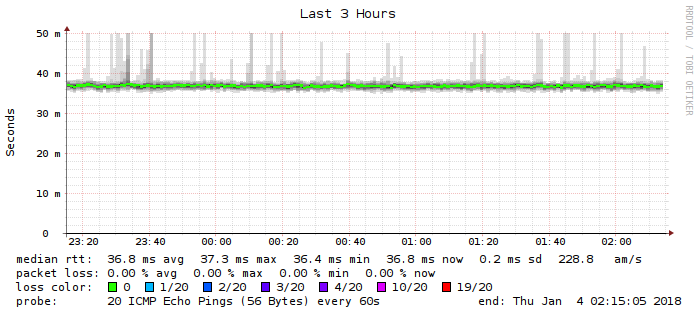 Last 3 Hours
RRDTOOL / TOBI OETIKER
Seconds
50 m
40 m
30 m
20 m
10 m
0
23:20 23:40 00:00 00:20 00:40 01:00 01:20 01:40 02:00
median rtt: 36.8 ms avg 37.3 ms max 36.4 ms min 36.8 ms now 0.2 ms sd 228.8 am/s
packet loss: 0.00 % avg 0.00 % max 0.00 % min 0.00 % now
loss color: 0 1/20 2/20 3/20 4/20 10/20 19/20
probe: 20 ICMP Echo Pings (56 Bytes) every 60s end: Thu Jan 4 02:15:05 2018